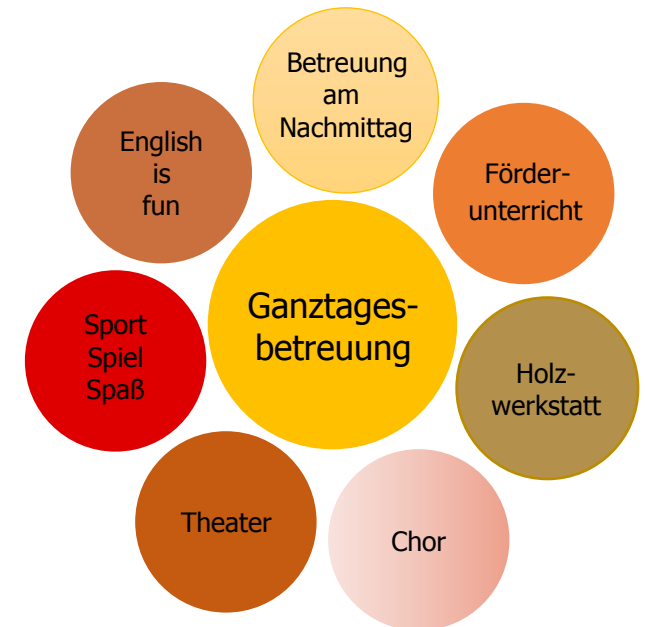 Betreuung
am
Nachmittag
English
is
fun
Förder-
unterricht
Ganztages-
betreuung
Sport
Spiel
Spaß
Holz-
werkstatt
Theater
Chor